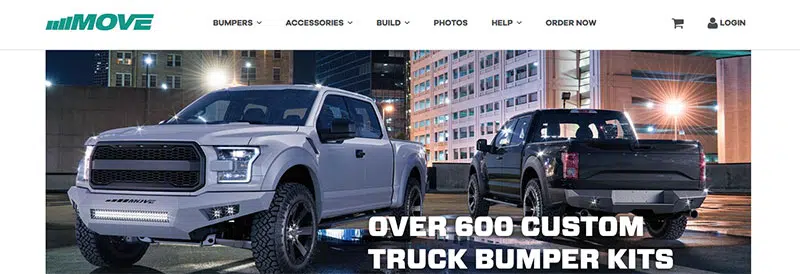 MOVE
BUMPERS
ACCESSORIES
BUILD
PHOTOS
HELP
ORDER NOW
LOGIN
MOVE
OVER 600 CUSTOM
TRUCK BUMPER KITS